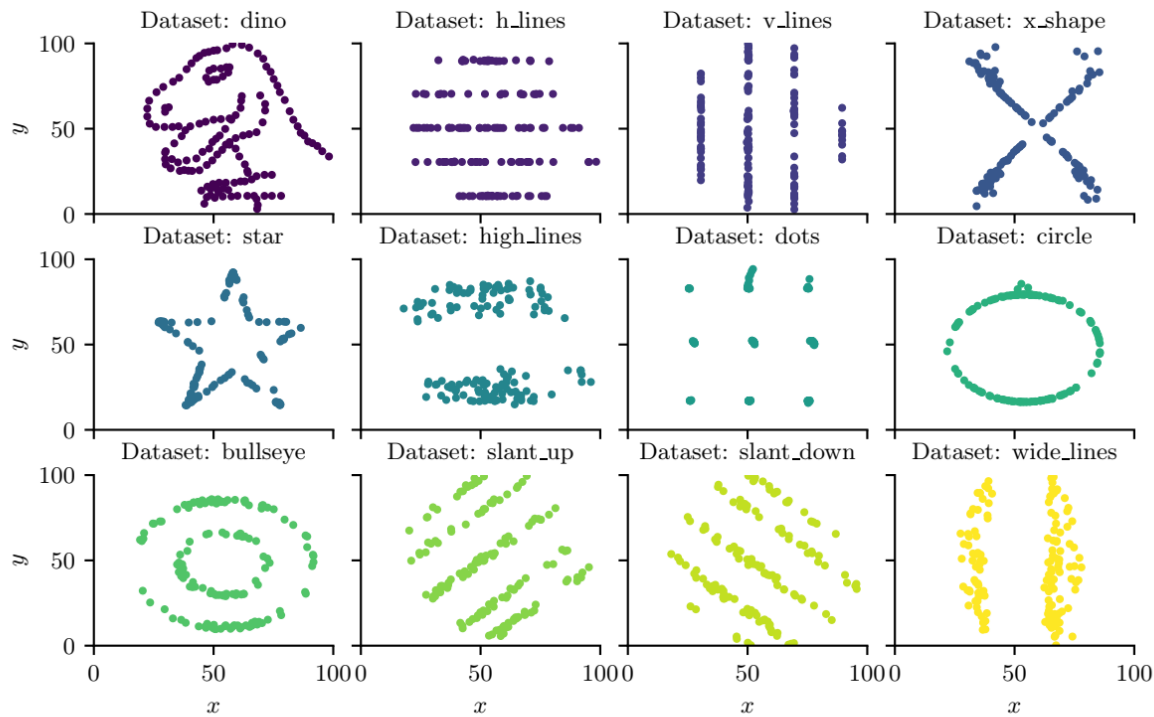 Dataset: dino Dataset: h_lines Dataset: v_lines Dataset: x_shape
100
50
0
y
Dataset: star Dataset: high_lines Dataset: dots Dataset: circle
100
50
0
y
Dataset: bullseye Dataset: slant_up Dataset: slant_down Dataset: wide_lines
100
50
0
y
0 50 100 0 50 100 0 50 100 0 50 100
x x x x